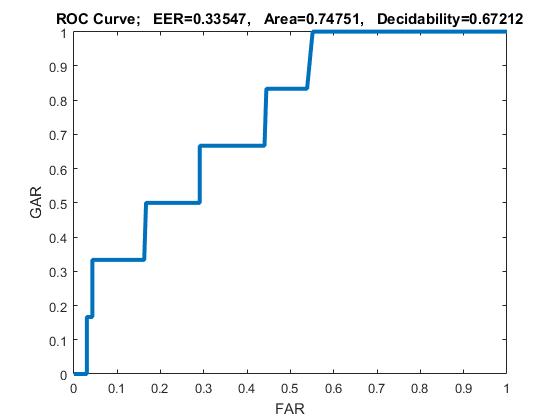 ROC Curve;   EER=0.33547,   Area=0.74751,   Decidability=0.67212
1
0.9
0.8
0.7
0.6
0.5
0.4
0.3
0.2
0.1
0
GAR
0 0.1 0.2 0.3 0.4 0.5 0.6 0.7 0.8 0.9 1
FAR